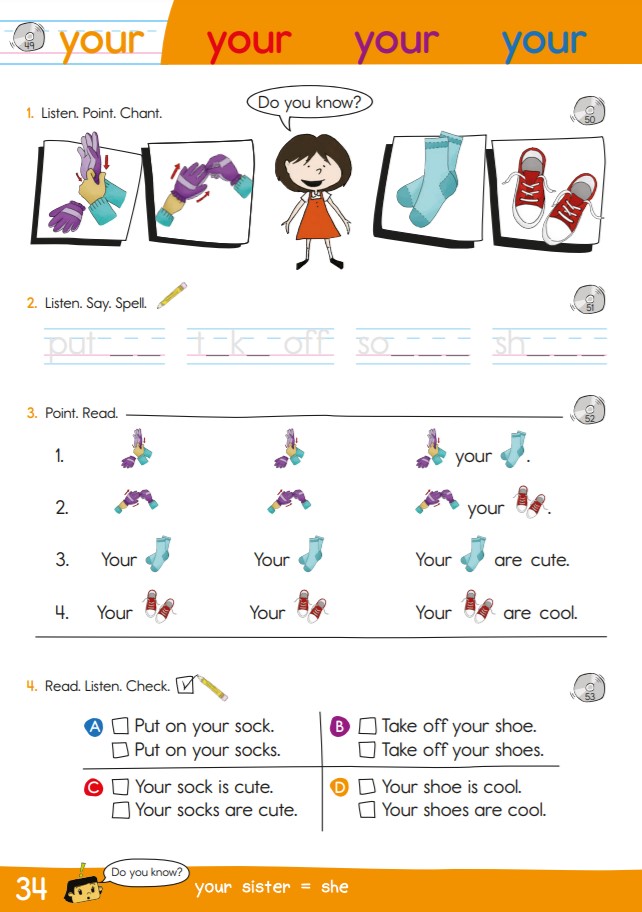 49 your your your your
1. Listen. Point. Chant.
Do you know?
50
2. Listen. Say. Spell.
51
put _ _ _ t_k_ off so_ _ _ _ sh_ _ _ _
3. Point. Read.
52
1. your .
2. your .
3. Your Your Your are cute.
4. Your Your Your are cool.
4. Read. Listen. Check.
53
A Put on your sock.
Put on your socks.
B Take off your shoe.
Take off your shoes.
C Your sock is cute.
Your socks are cute.
D Your shoe is cool.
Your shoes are cool.
34 Do you know? your sister = she